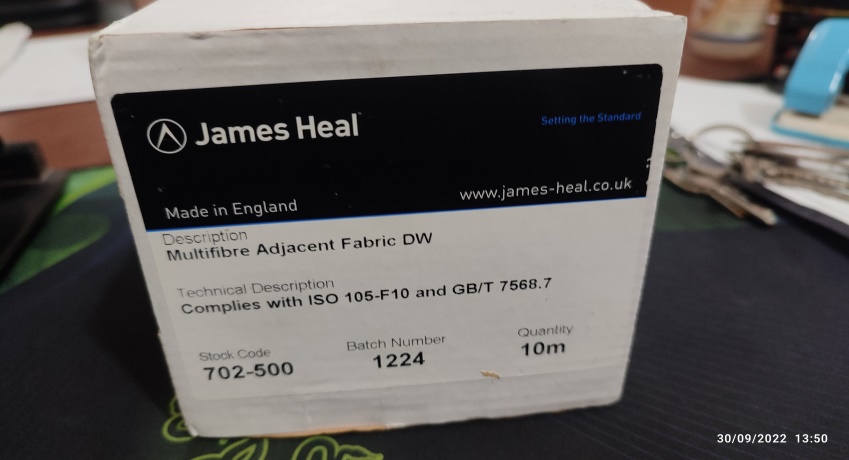 James Heal
Setting the Standard
Made in England
www.james-heal.co.uk
Description
Multifibre Adjacent Fabric DW
Technical Description
Complies with ISO 105-F10 and GB/T 7568.7
Stock Code
702-500
Batch Number
1224
Quantity
10m
30/09/2022 13:50